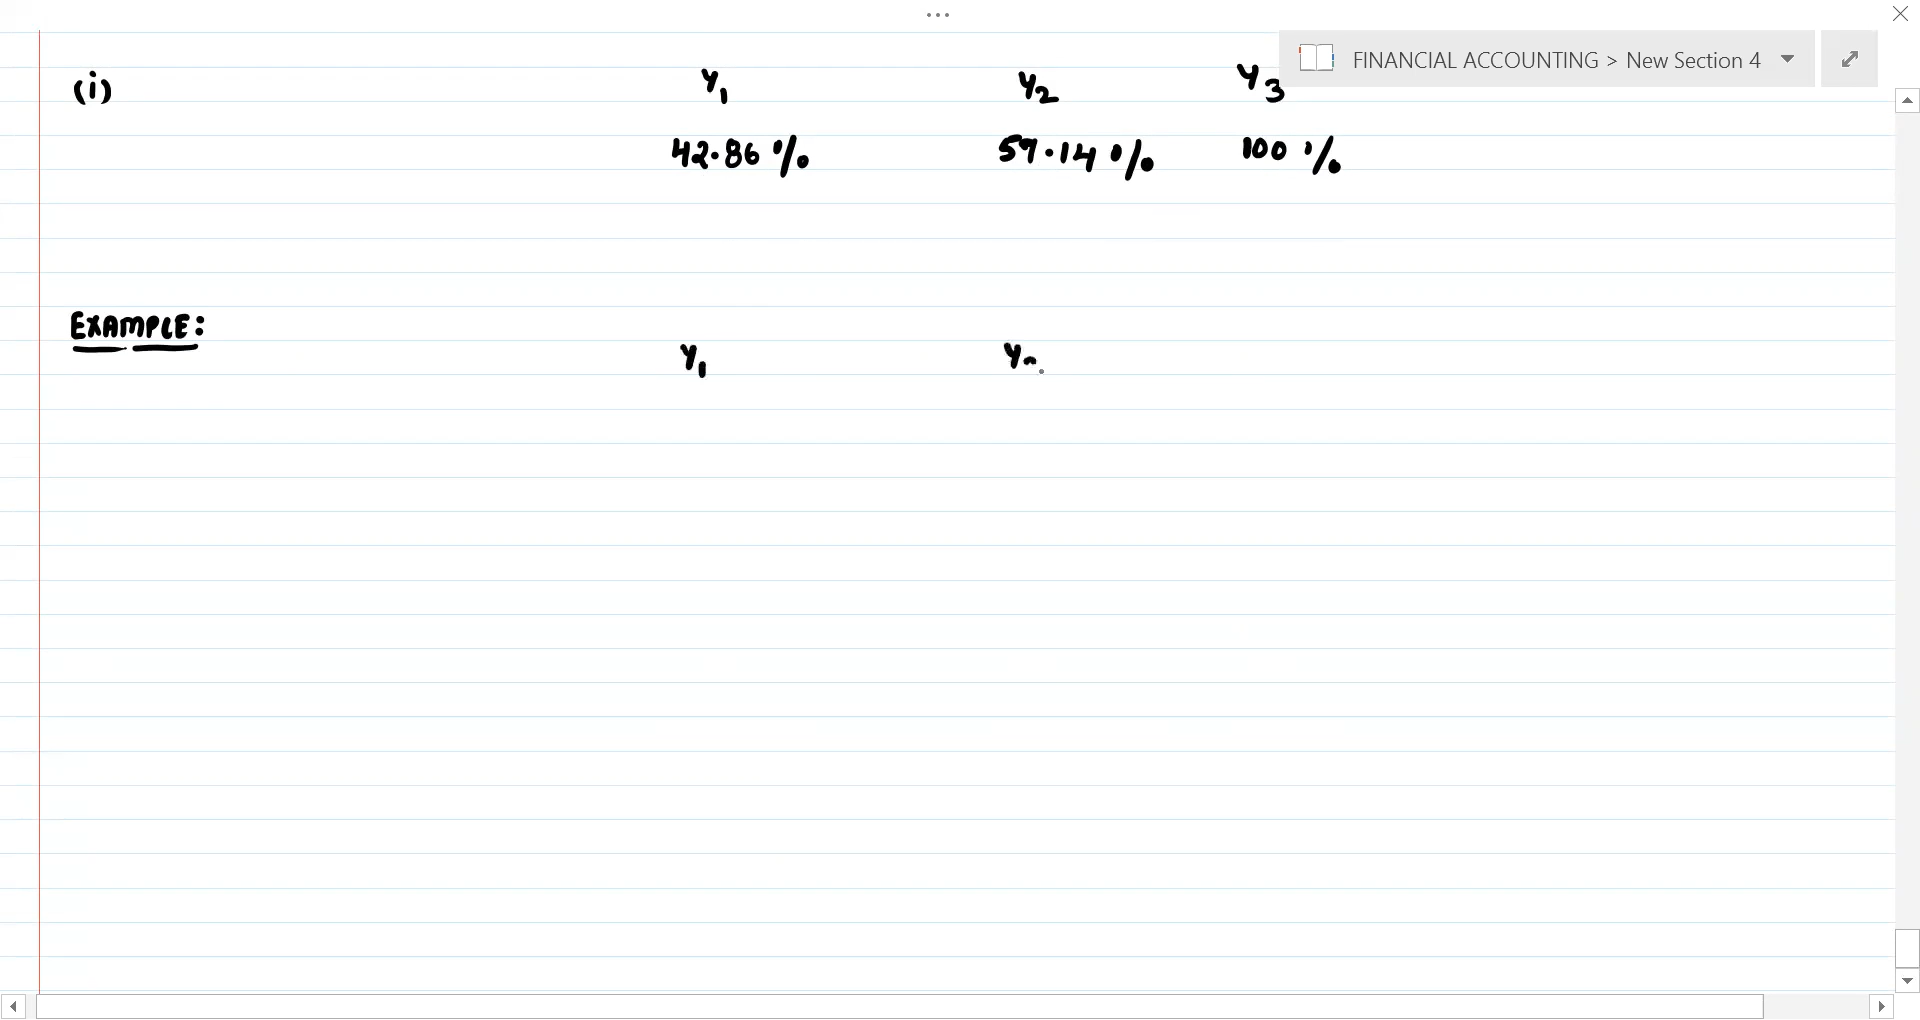 FINANCIAL ACCOUNTING > New Section 4
(i) Y1 Y2 Y3
42.86 % 57.14 % 100 %
EXAMPLE:
Y1 Y